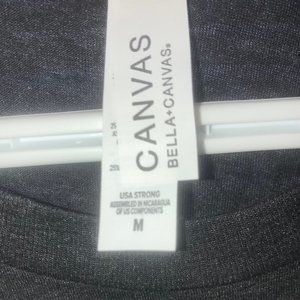 CANVAS
BELLA+CANVAS®
USA STRONG
ASSEMBLED IN NICARAGUA
OF US COMPONENTS
M